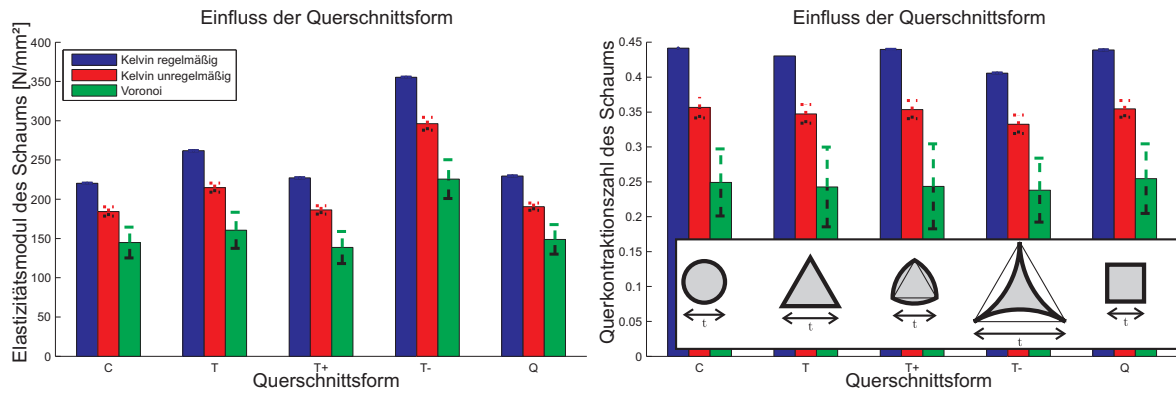 Einfluss der Querschnittsform
Elastizitätsmodul des Schaums [N/mm²]
400
350
300
250
200
150
100
50
0
Kelvin regelmäßig
Kelvin unregelmäßig
Voronoi
C T T+ T- Q
Querschnittsform
Einfluss der Querschnittsform
Querkontraktionszahl des Schaums
0.45
0.4
0.35
0.3
0.25
0.2
0.15
0.1
0.05
0
t t t t t
C T T+ T- Q
Querschnittsform